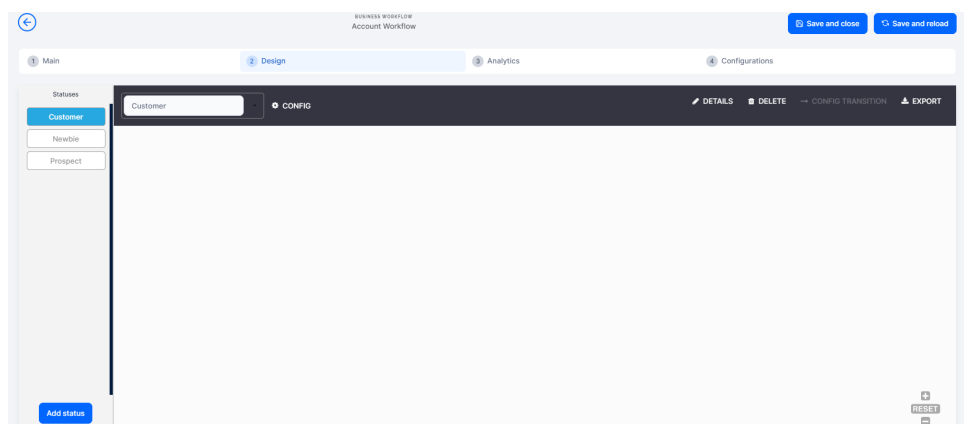 BUSINESS WORKFLOW
Account Workflow
Save and close
Save and reload
1 Main
2 Design
3 Analytics
4 Configurations
Statuses
Customer
Newbie
Prospect
Add status
Customer
CONFIG
DETAILS
DELETE
CONFIG TRANSITION
EXPORT
RESET